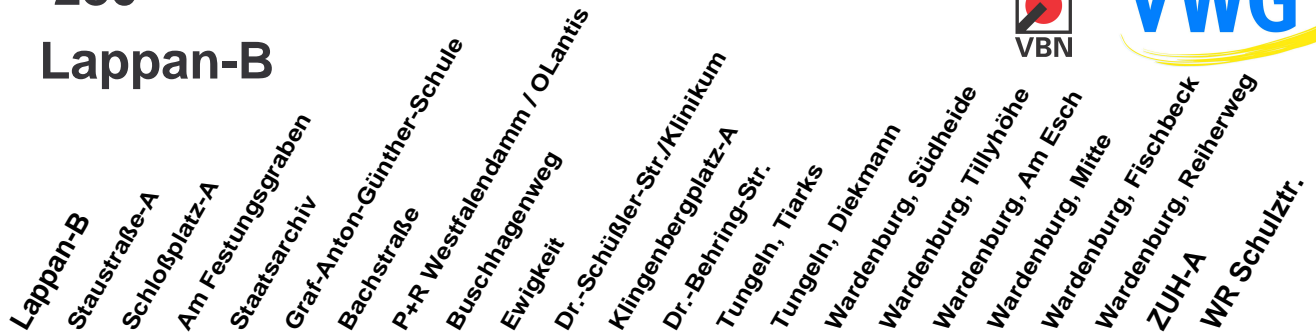 Lappan-B
VBN
VWG
Lappan-B
Staustraße-A
Schloßplatz-A
Am Festungsgraben
Staatsarchiv
Graf-Anton-Günther-Schule
Bachstraße
P+R Westfalendamm / OLantis
Buschhagenweg
Ewigkeit
Dr.-Schüßler-Str./Klinikum
Klingenbergplatz-A
Dr.-Behring-Str.
Tungeln, Tiarks
Tungeln, Diekmann
Wardenburg, Südheide
Wardenburg, Tillyhöhe
Wardenburg, Am Esch
Wardenburg, Mitte
Wardenburg, Fischbeck
Wardenburg, Reiherweg
ZUH-A
WR Schulztr.